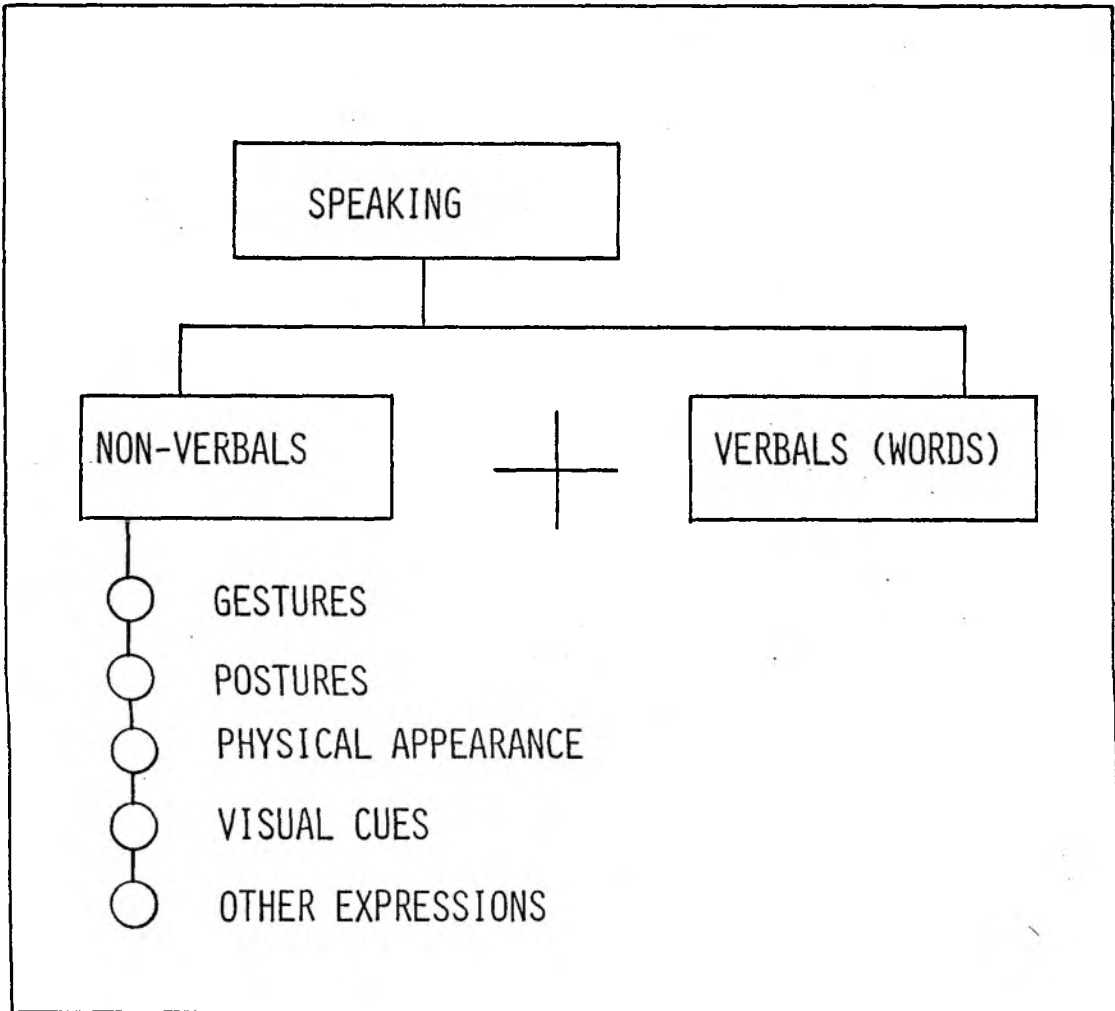 SPEAKING
NON-VERBALS
VERBALS (WORDS)
GESTURES
POSTURES
PHYSICAL APPEARANCE
VISUAL CUES
OTHER EXPRESSIONS